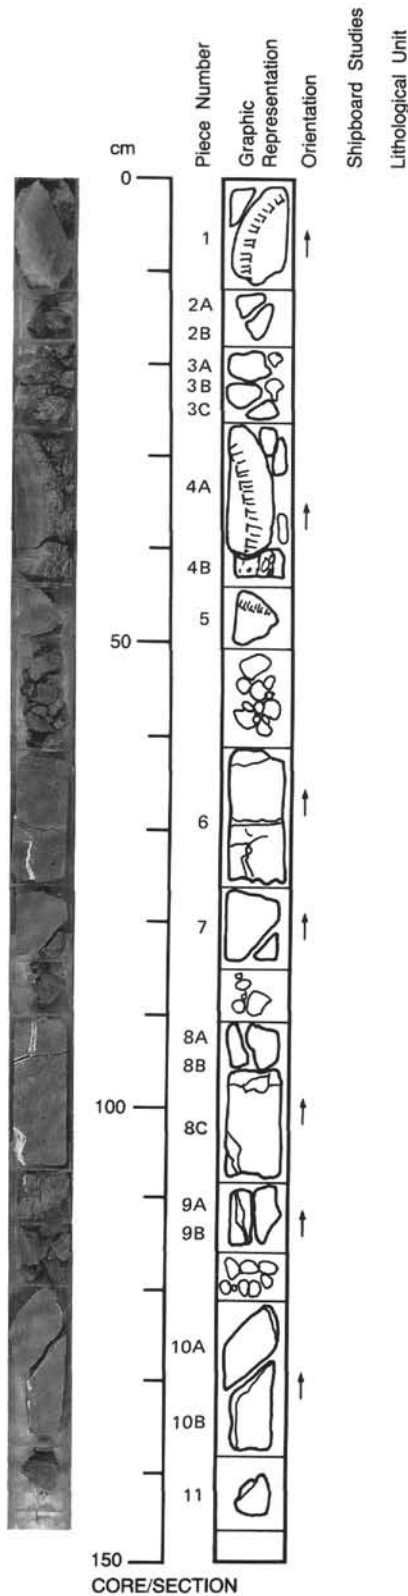 cm
Piece Number
Graphic
Representation
Orientation
Shipboard Studies
Lithological Unit
0
1
2A
2B
3A
3B
3C
4A
4B
5
50
6
7
8A
8B
100
8C
9A
9B
10A
10B
11
150
CORE/SECTION